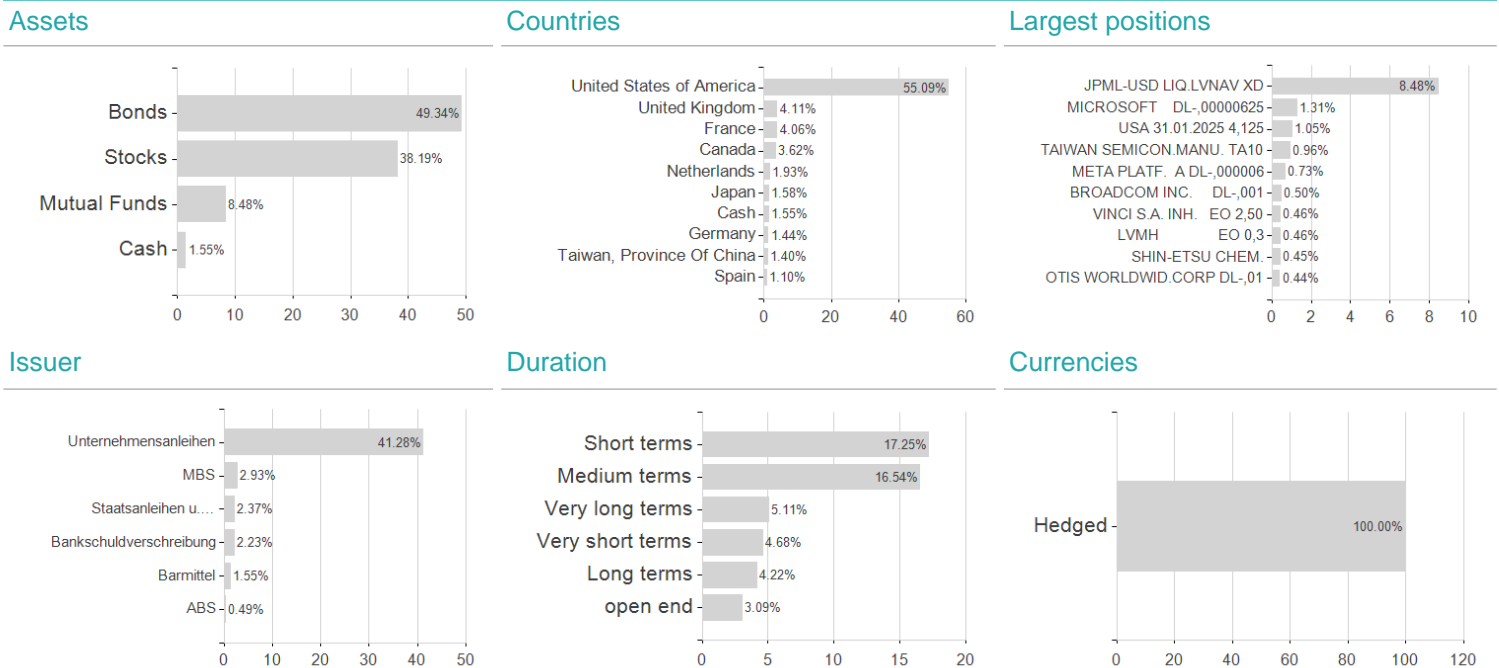 Assets
Bonds 49.34%
Stocks 38.19%
Mutual Funds 8.48%
Cash 1.55%
0 10 20 30 40 50
Countries
United States of America 55.09%
United Kingdom 4.11%
France 4.06%
Canada 3.62%
Netherlands 1.93%
Japan 1.58%
Cash 1.55%
Germany 1.44%
Taiwan, Province Of China 1.40%
Spain 1.10%
0 20 40 60
Largest positions
JPML-USD LIQ.LVNAV XD 8.48%
MICROSOFT DL-,00000625 1.31%
USA 31.01.2025 4,125 1.05%
TAIWAN SEMICON.MANU. TA10 0.96%
META PLATF. A DL-,000006 0.73%
BROADCOM INC. DL-,001 0.50%
VINCI S.A. INH. EO 2,50 0.46%
LVMH EO 0,3 0.46%
SHIN-ETSU CHEM. 0.45%
OTIS WORLDWID.CORP DL-,01 0.44%
0 2 4 6 8 10
Issuer
Unternehmensanleihen 41.28%
MBS 2.93%
Staatsanleihen u.… 2.37%
Bankschuldverschreibung 2.23%
Barmittel 1.55%
ABS 0.49%
0 10 20 30 40 50
Duration
Short terms 17.25%
Medium terms 16.54%
Very long terms 5.11%
Very short terms 4.68%
Long terms 4.22%
open end 3.09%
0 5 10 15 20
Currencies
Hedged 100.00%
0 20 40 60 80 100 120